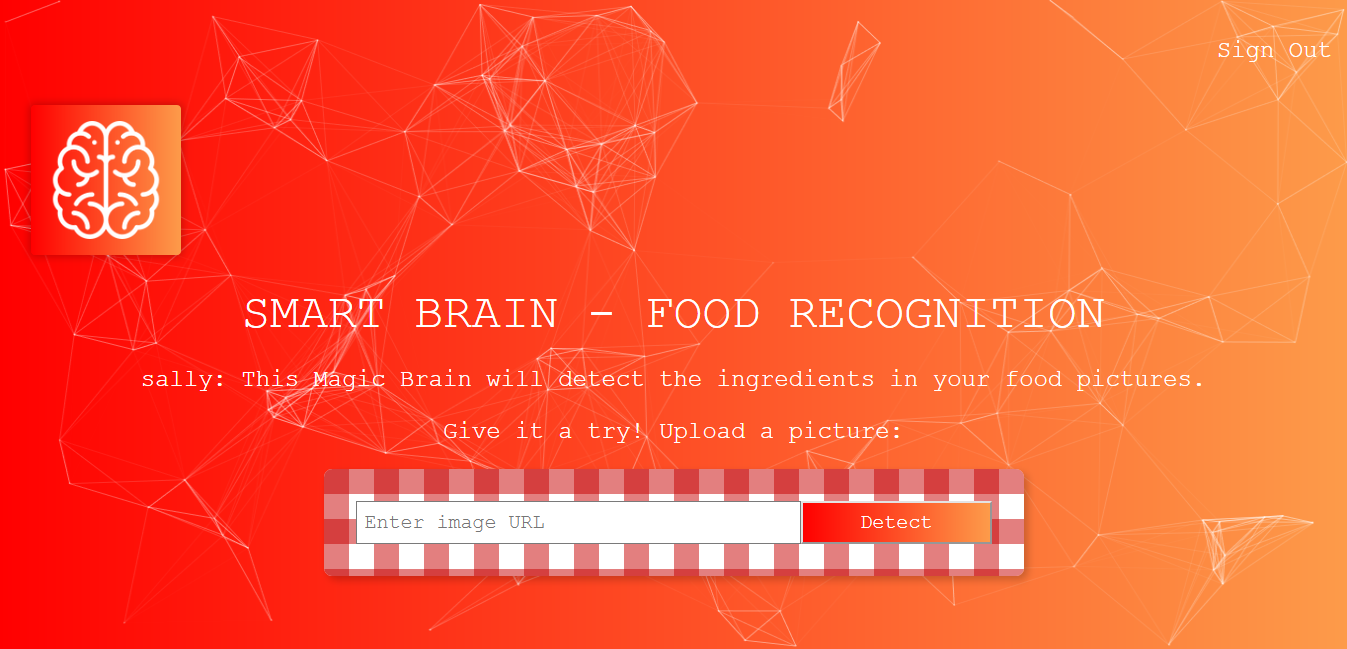 Sign Out
SMART BRAIN - FOOD RECOGNITION
sally: This Magic Brain will detect the ingredients in your food pictures.
Give it a try! Upload a picture:
Enter image URL
Detect